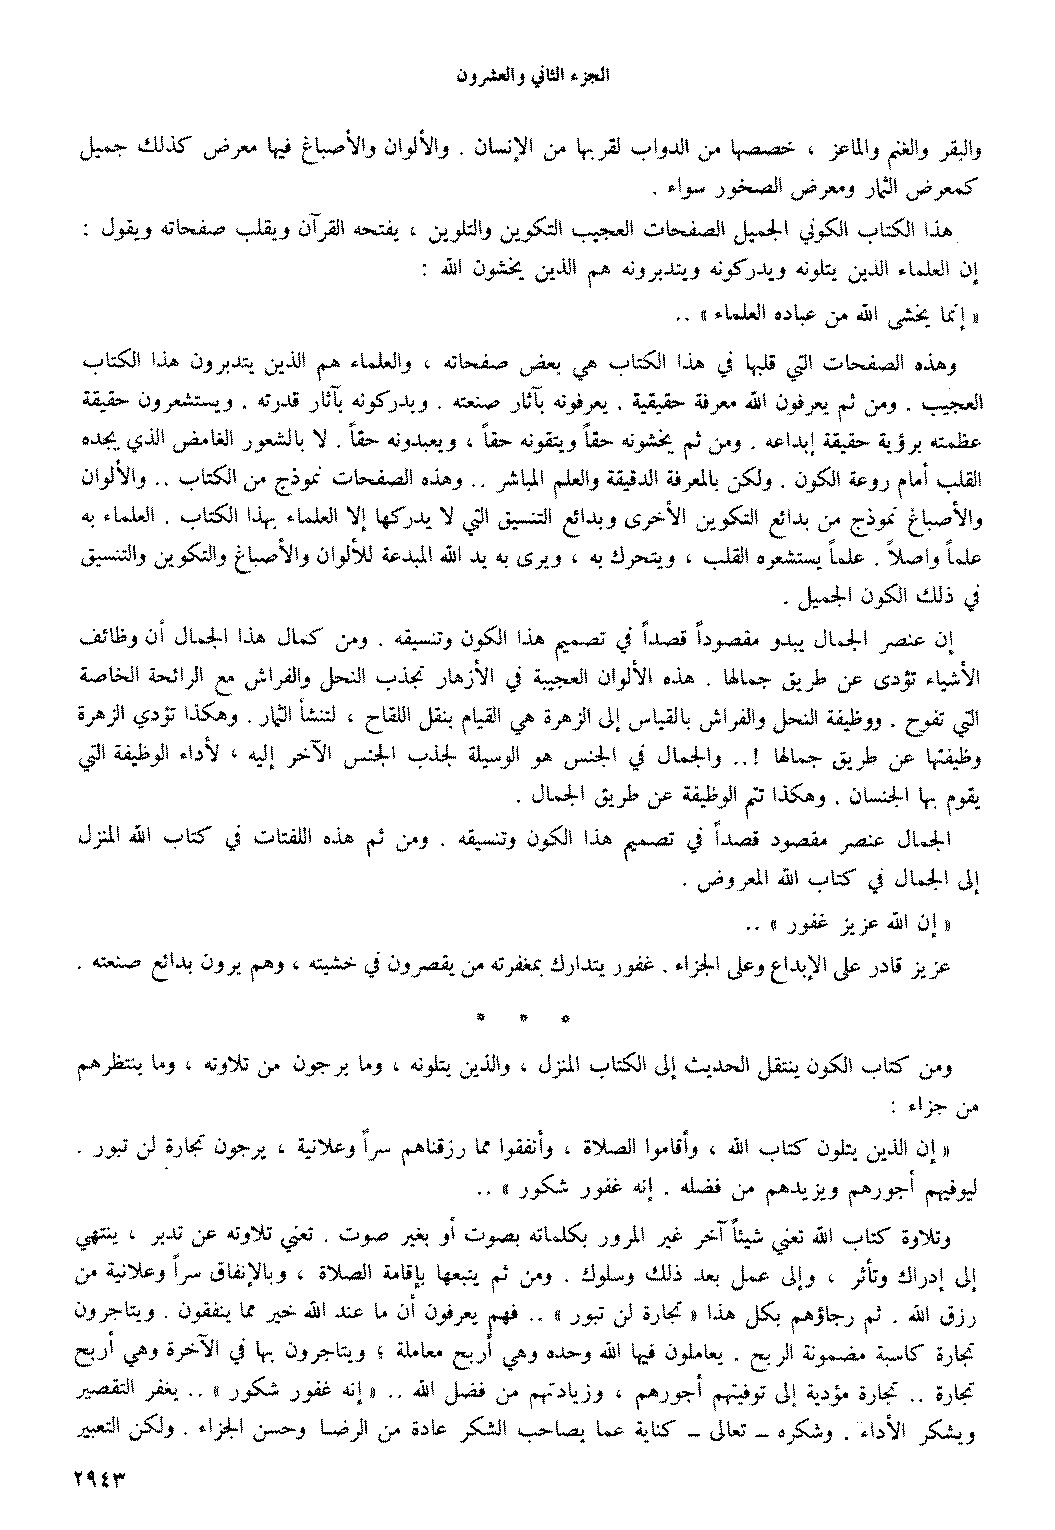 الجزء الثاني والعشرون
والبقر والغنم والماعز ، خصصها من الدواب لقربها من الإنسان . والألوان والأصباغ فيها معرض كذلك جميل
كمعرض الثمار ومعرض الصخور سواء .
هذا الكتاب الكوني الجميل الصفحات العجيب التكوين والتلوين ، يفتحه القرآن ويقلب صفحاته ويقول :
إن العلماء الذين يتلونه ويدركونه ويتدبرونه هم الذين يخشون الله :
« إنما يخشى الله من عباده العلماء » ..
وهذه الصفحات التي قلبها في هذا الكتاب هي بعض صفحاته ، والعلماء هم الذين يتدبرون هذا الكتاب
العجيب . ومن ثم يعرفون الله معرفة حقيقية . يعرفونه بآثار صنعته . ويدركونه بآثار قدرته . ويستشعرون حقيقة
عظمته برؤية حقيقة إبداعه . ومن ثم يخشونه حقاً ويتقونه حقاً ، ويعبدونه حقاً . لا بالشعور الغامض الذي يجده
القلب أمام روعة الكون . ولكن بالمعرفة الدقيقة والعلم المباشر .. وهذه الصفحات نموذج من الكتاب .. والألوان
والأصباغ نموذج من بدائع التكوين الأخرى وبدائع التنسيق التي لا يدركها إلا العلماء بهذا الكتاب . العلماء به
علماً واصلاً . علماً يستشعره القلب ، ويتحرك به ، ويرى به يد الله المبدعة للألوان والأصباغ والتكوين والتنسيق
في ذلك الكون الجميل .
إن عنصر الجمال يبدو مقصوداً قصداً في تصميم هذا الكون وتنسيقه . ومن كمال هذا الجمال أن وظائف
الأشياء تؤدى عن طريق جمالها . هذه الألوان العجيبة في الأزهار تجذب النحل والفراش مع الرائحة الخاصة
التي تفوح . ووظيفة النحل والفراش بالقياس إلى الزهرة هي القيام بنقل اللقاح ، لتنشأ الثمار . وهكذا تؤدي الزهرة
وظيفتها عن طريق جمالها !.. والجمال في الجنس هو الوسيلة لجذب الجنس الآخر إليه ، لأداء الوظيفة التي
يقوم بها الجنسان . وهكذا تتم الوظيفة عن طريق الجمال .
الجمال عنصر مقصود قصداً في تصميم هذا الكون وتنسيقه . ومن ثم هذه اللفتات في كتاب الله المنزل
إلى الجمال في كتاب الله المعروض .
« إن الله عزيز غفور » ..
عزيز قادر على الإبداع وعلى الجزاء . غفور يتدارك بمغفرته من يقصرون في خشيته ، وهم يرون بدائع صنعته .
* * *
ومن كتاب الكون ينتقل الحديث إلى الكتاب المنزل ، والذين يتلونه ، وما يرجون من تلاوته ، وما ينتظرهم
من جزاء :
« إن الذين يتلون كتاب الله ، وأقاموا الصلاة ، وأنفقوا مما رزقناهم سراً وعلانية ، يرجون تجارة لن تبور .
ليوفيهم أجورهم ويزيدهم من فضله . إنه غفور شكور » ..
وتلاوة كتاب الله تعني شيئاً آخر غير المرور بكلماته بصوت أو بغير صوت . تعني تلاوته عن تدبر ، ينتهي
إلى إدراك وتأثر ، وإلى عمل بعد ذلك وسلوك . ومن ثم يتبعها بإقامة الصلاة ، وبالإنفاق سراً وعلانية من
رزق الله . ثم رجاؤهم بكل هذا « تجارة لن تبور » .. فهم يعرفون أن ما عند الله خير مما ينفقون . ويتاجرون
تجارة كاسبة مضمونة الربح . يعاملون فيها الله وحده وهي أربح معاملة ؛ ويتاجرون بها في الآخرة وهي أربح
تجارة .. تجارة مؤدية إلى توفيتهم أجورهم ، وزيادتهم من فضل الله .. « إنه غفور شكور » .. يغفر التقصير
ويشكر الأداء . وشكره – تعالى – كناية عما يصاحب الشكر عادة من الرضا وحسن الجزاء . ولكن التعبير
٢٩٤٣